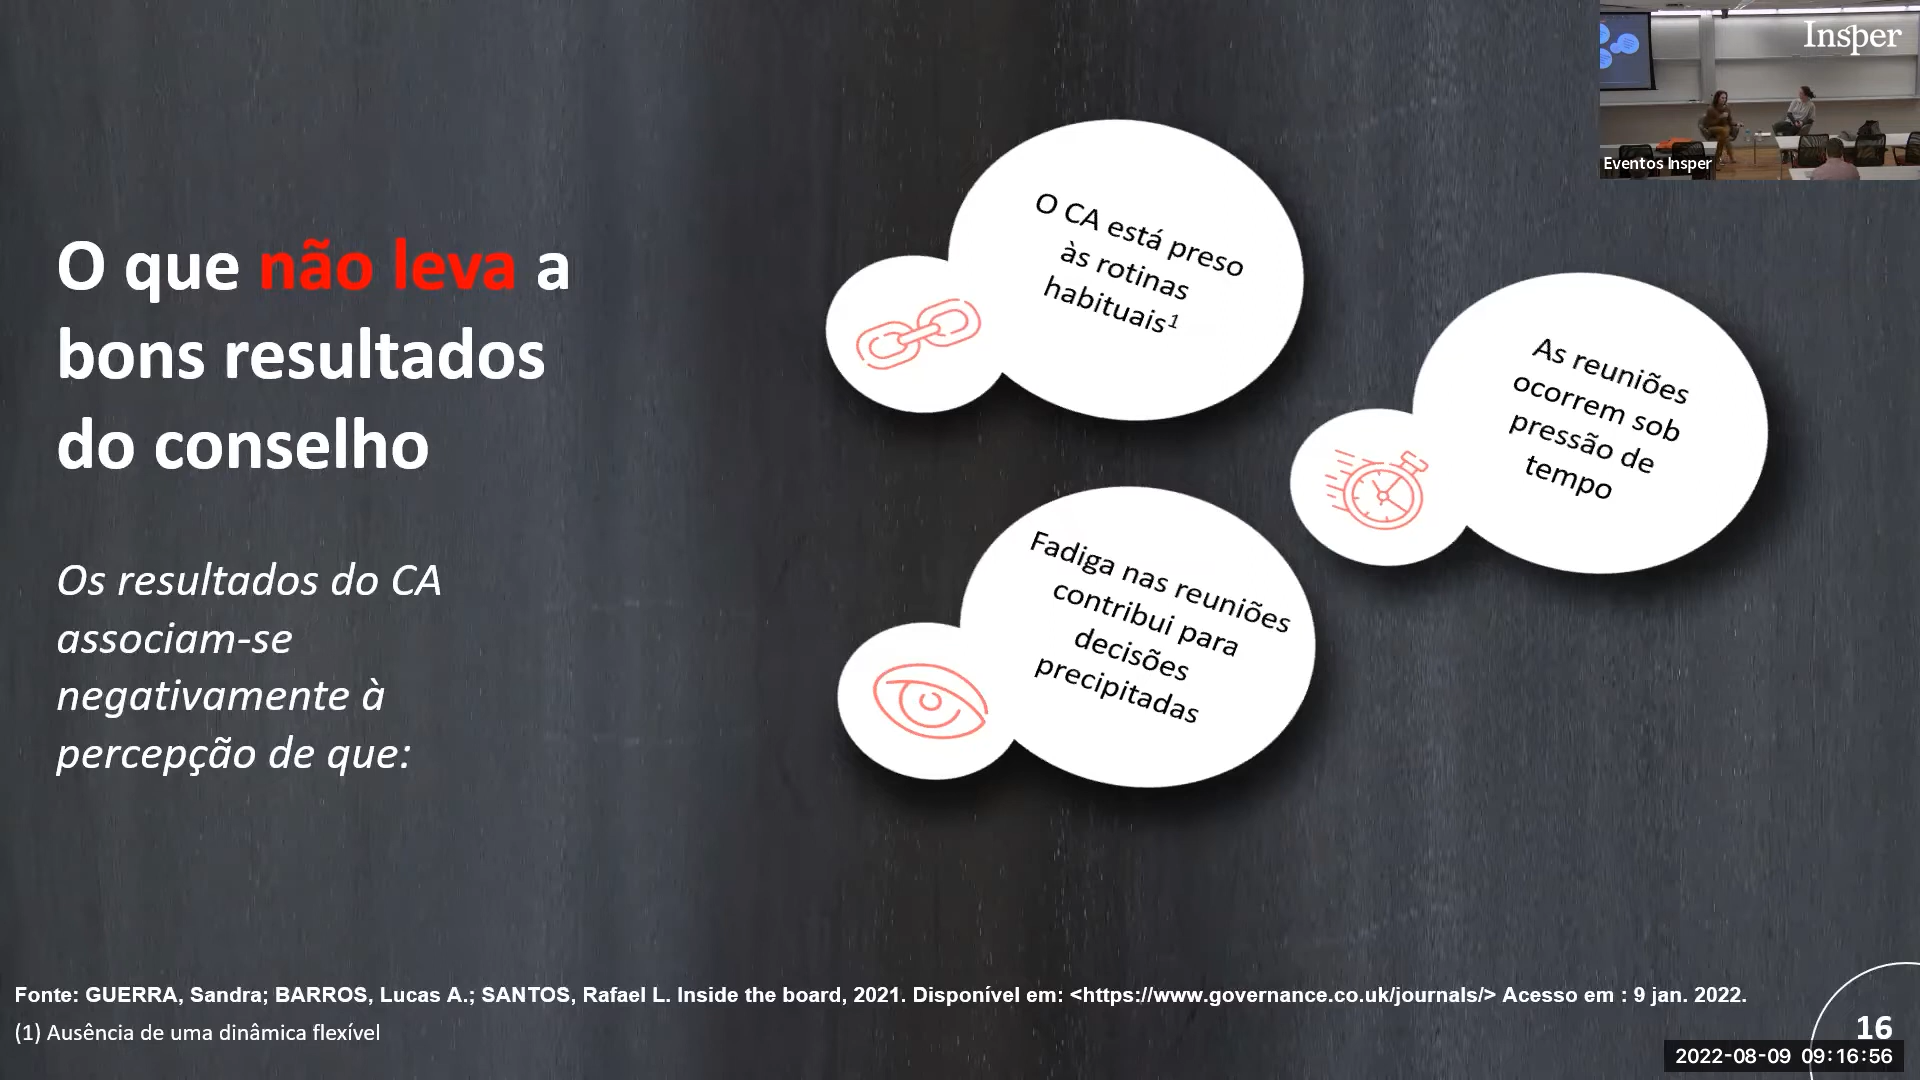 Insper
Eventos Insper
O que não leva a
bons resultados
do conselho
Os resultados do CA
associam-se
negativamente à
percepção de que:
O CA está preso
às rotinas
habituais¹
As reuniões
ocorrem sob
pressão de
tempo
Fadiga nas reuniões
contribui para
decisões
precipitadas
Fonte: GUERRA, Sandra; BARROS, Lucas A.; SANTOS, Rafael L. Inside the board, 2021. Disponível em: <https://www.governance.co.uk/journals/> Acesso em : 9 jan. 2022.
(1) Ausência de uma dinâmica flexível
16
2022-08-09 09:16:56